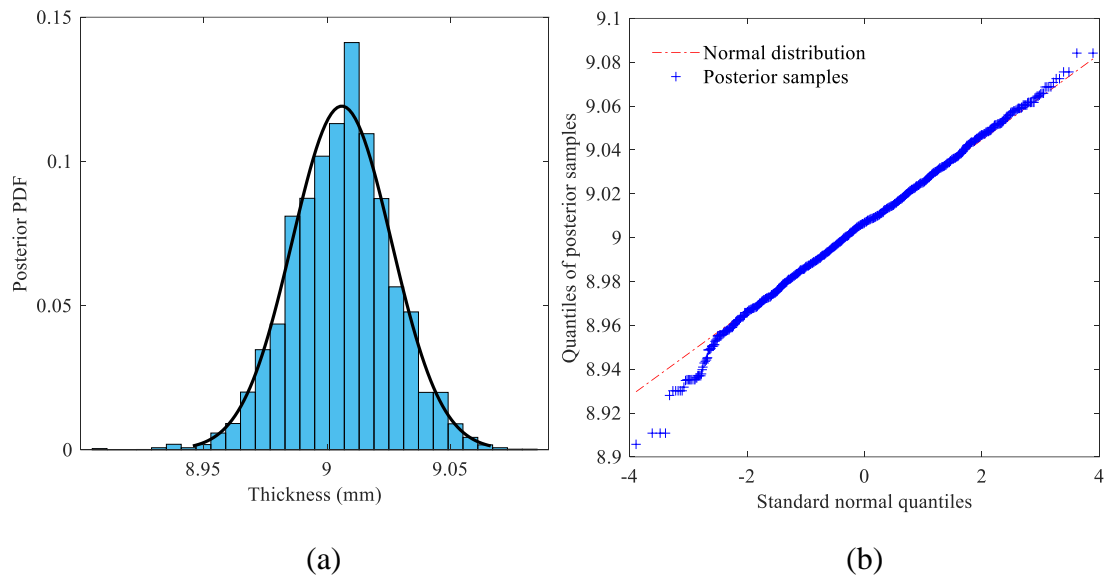 0.15
0.1
0.05
0
Posterior PDF
8.95
9
9.05
Thickness (mm)
(a)
9.1
9.08
9.06
9.04
9.02
9
8.98
8.96
8.94
8.92
8.9
Quantiles of posterior samples
Normal distribution
Posterior samples
-4
-2
0
2
4
Standard normal quantiles
(b)